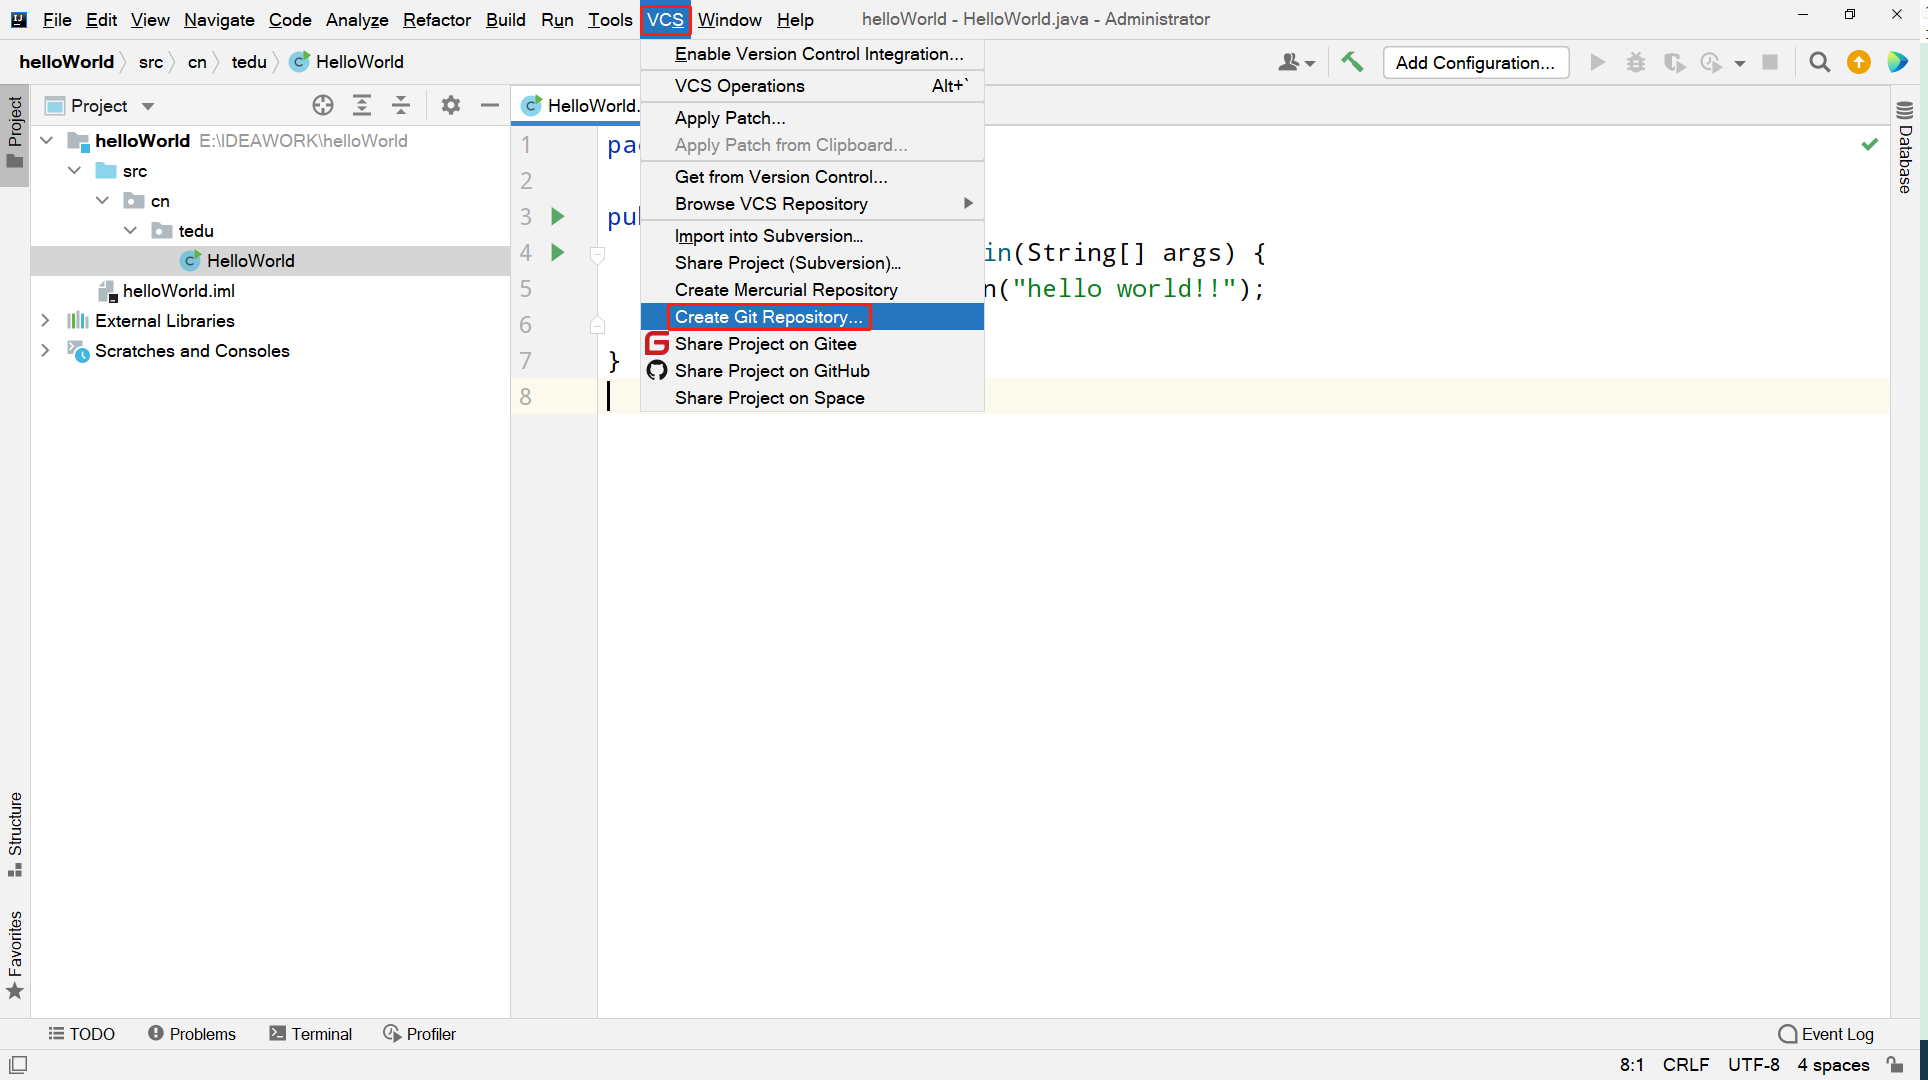 File Edit View Navigate Code Analyze Refactor Build Run Tools VCS Window Help helloWorld - HelloWorld.java - Administrator
helloWorld src cn tedu HelloWorld
Add Configuration...
Project
HelloWorld.
Enable Version Control Integration...
VCS Operations Alt+`
Apply Patch...
Apply Patch from Clipboard...
Get from Version Control...
Browse VCS Repository
Import into Subversion...
Share Project (Subversion)...
Create Mercurial Repository
Create Git Repository...
Share Project on Gitee
Share Project on GitHub
Share Project on Space
helloWorld E:\IDEAWORK\helloWorld
src
cn
tedu
HelloWorld
helloWorld.iml
External Libraries
Scratches and Consoles
1 pac
2
3 pul
4 in(String[] args) {
5 n("hello world!!");
6
7 }
8
Project
Structure
Favorites
Database
TODO Problems Terminal Profiler Event Log
8:1 CRLF UTF-8 4 spaces